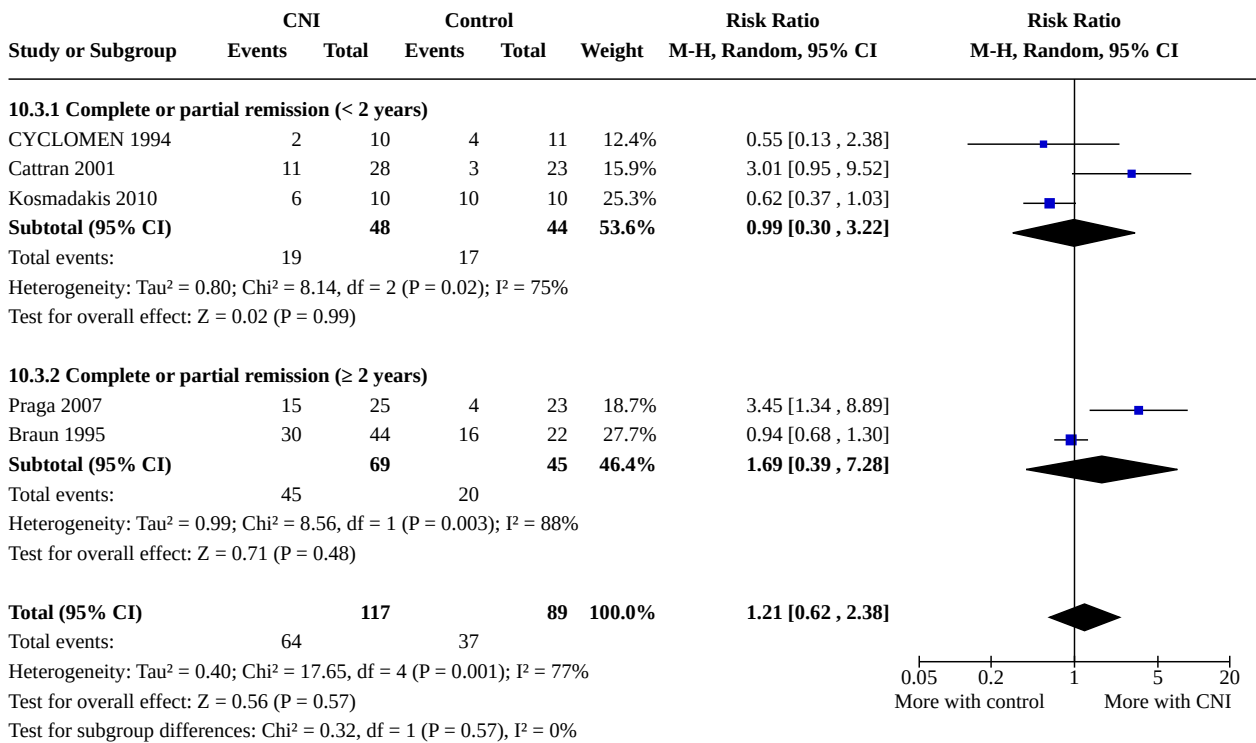 CNI Control Risk Ratio Risk Ratio
Study or Subgroup Events Total Events Total Weight M-H, Random, 95% CI M-H, Random, 95% CI
10.3.1 Complete or partial remission (< 2 years)
CYCLOMEN 1994 2 10 4 11 12.4% 0.55 [0.13 , 2.38]
Cattran 2001 11 28 3 23 15.9% 3.01 [0.95 , 9.52]
Kosmadakis 2010 6 10 10 10 25.3% 0.62 [0.37 , 1.03]
Subtotal (95% CI) 48 44 53.6% 0.99 [0.30 , 3.22]
Total events: 19 17
Heterogeneity: Tau² = 0.80; Chi² = 8.14, df = 2 (P = 0.02); I² = 75%
Test for overall effect: Z = 0.02 (P = 0.99)
10.3.2 Complete or partial remission (≥ 2 years)
Praga 2007 15 25 4 23 18.7% 3.45 [1.34 , 8.89]
Braun 1995 30 44 16 22 27.7% 0.94 [0.68 , 1.30]
Subtotal (95% CI) 69 45 46.4% 1.69 [0.39 , 7.28]
Total events: 45 20
Heterogeneity: Tau² = 0.99; Chi² = 8.56, df = 1 (P = 0.003); I² = 88%
Test for overall effect: Z = 0.71 (P = 0.48)
Total (95% CI) 117 89 100.0% 1.21 [0.62 , 2.38]
Total events: 64 37
Heterogeneity: Tau² = 0.40; Chi² = 17.65, df = 4 (P = 0.001); I² = 77%
0.05 0.2 1 5 20
Test for overall effect: Z = 0.56 (P = 0.57)
More with control More with CNI
Test for subgroup differences: Chi² = 0.32, df = 1 (P = 0.57), I² = 0%